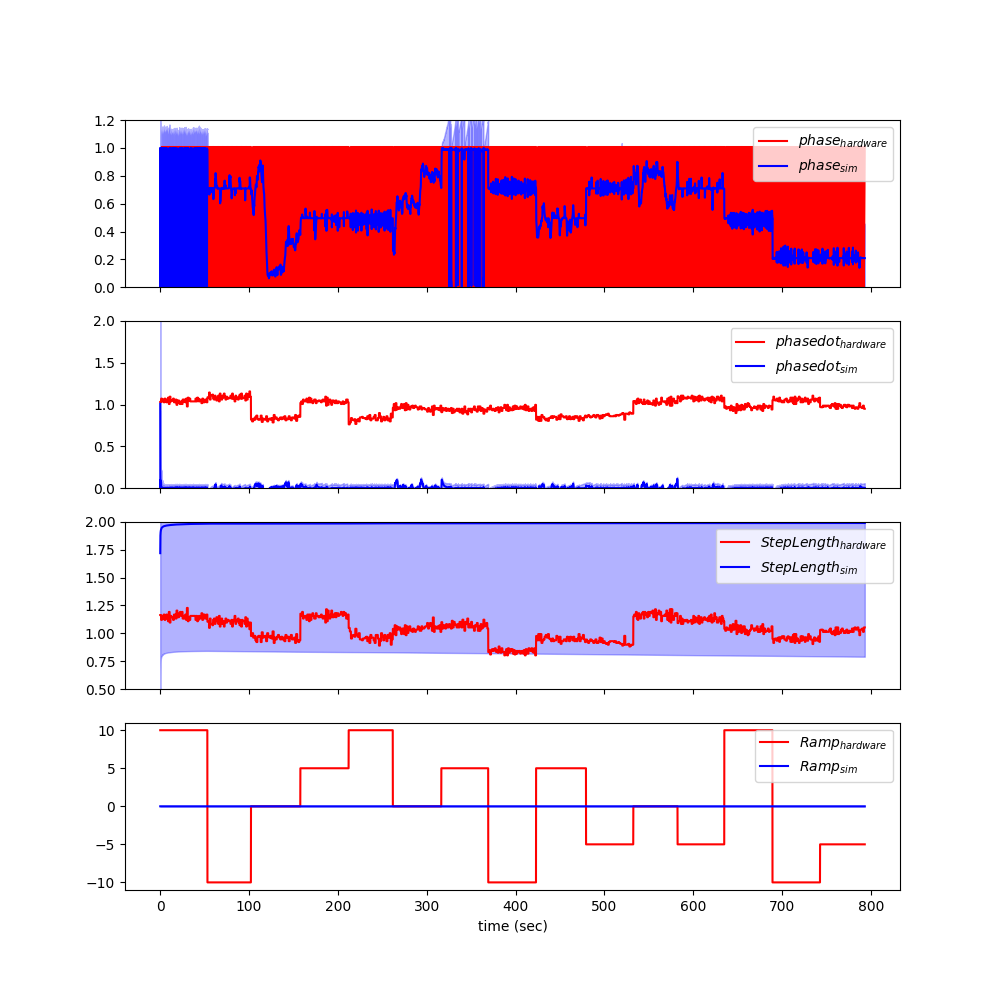 1.2
1.0
0.8
0.6
0.4
0.2
0.0
phase_hardware
phase_sim
2.0
1.5
1.0
0.5
0.0
phasedot_hardware
phasedot_sim
2.00
1.75
1.50
1.25
1.00
0.75
0.50
StepLength_hardware
StepLength_sim
10
5
0
−5
−10
Ramp_hardware
Ramp_sim
0 100 200 300 400 500 600 700 800
time (sec)